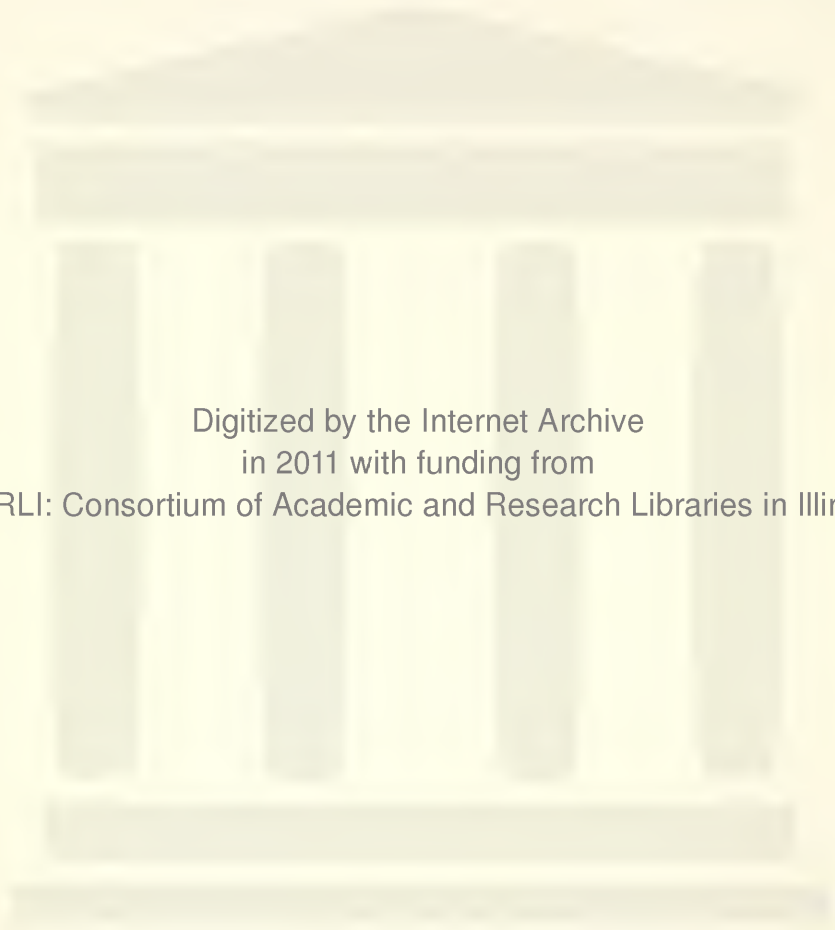 Digitized by the Internet Archive
in 2011 with funding from
RLI: Consortium of Academic and Research Libraries in Illin